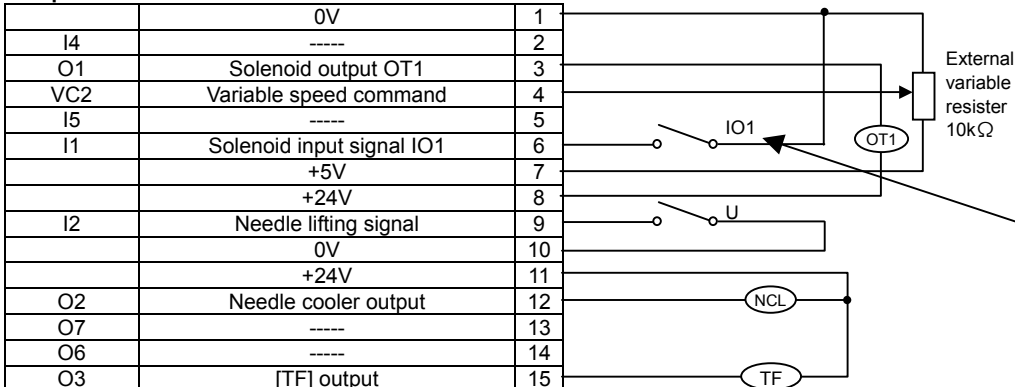 0V 1
I4 ----- 2
O1 Solenoid output OT1 3
VC2 Variable speed command 4
I5 ----- 5
I1 Solenoid input signal IO1 6
+5V 7
+24V 8
I2 Needle lifting signal 9
0V 10
+24V 11
O2 Needle cooler output 12
O7 ----- 13
O6 ----- 14
O3 [TF] output 15
External
variable
resister
10kΩ
IO1
OT1
U
NCL
TF